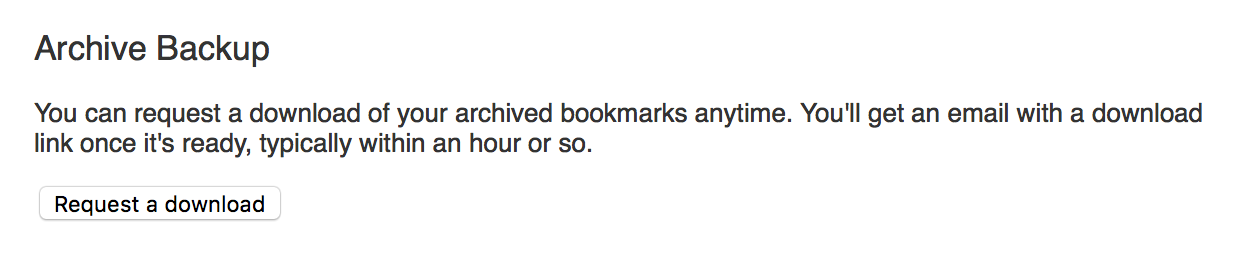 Archive Backup
You can request a download of your archived bookmarks anytime. You'll get an email with a download
link once it's ready, typically within an hour or so.
Request a download